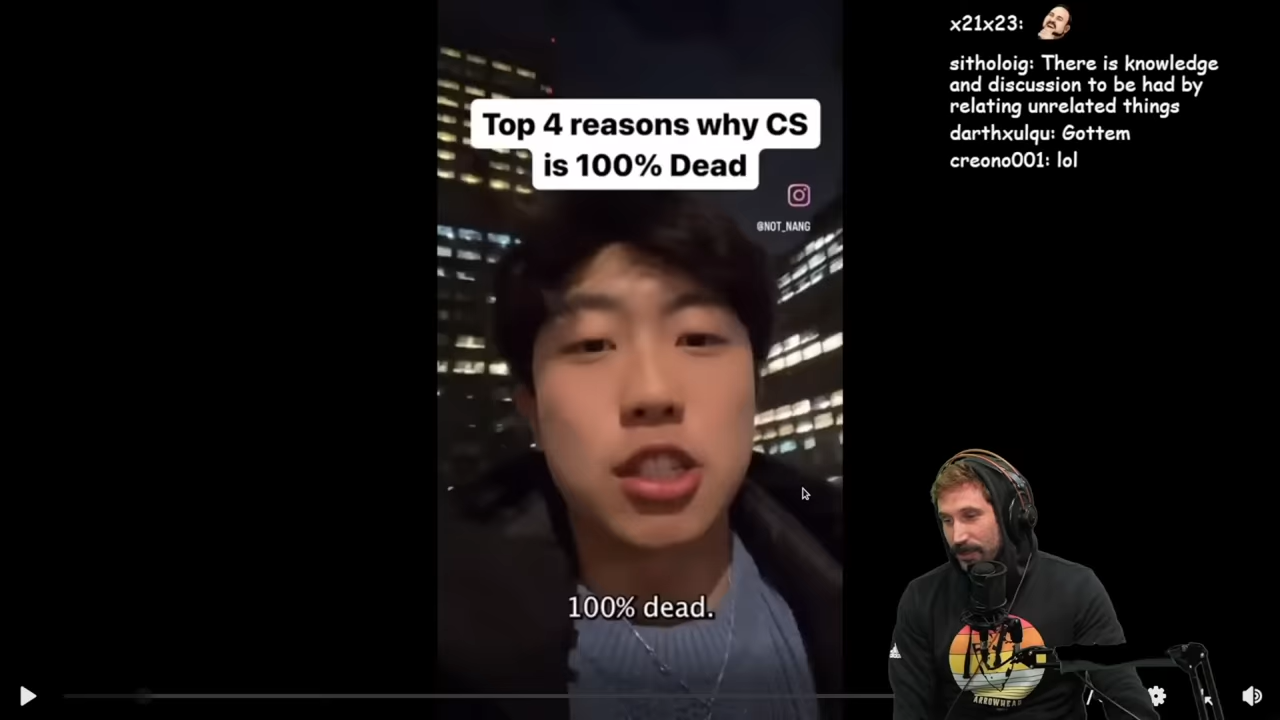 Top 4 reasons why CS
is 100% Dead
@NOT_NANG
100% dead.
x21x23:
sitholoig: There is knowledge
and discussion to be had by
relating unrelated things
darthxulqu: Gottem
creono001: lol
ARROWHEAD